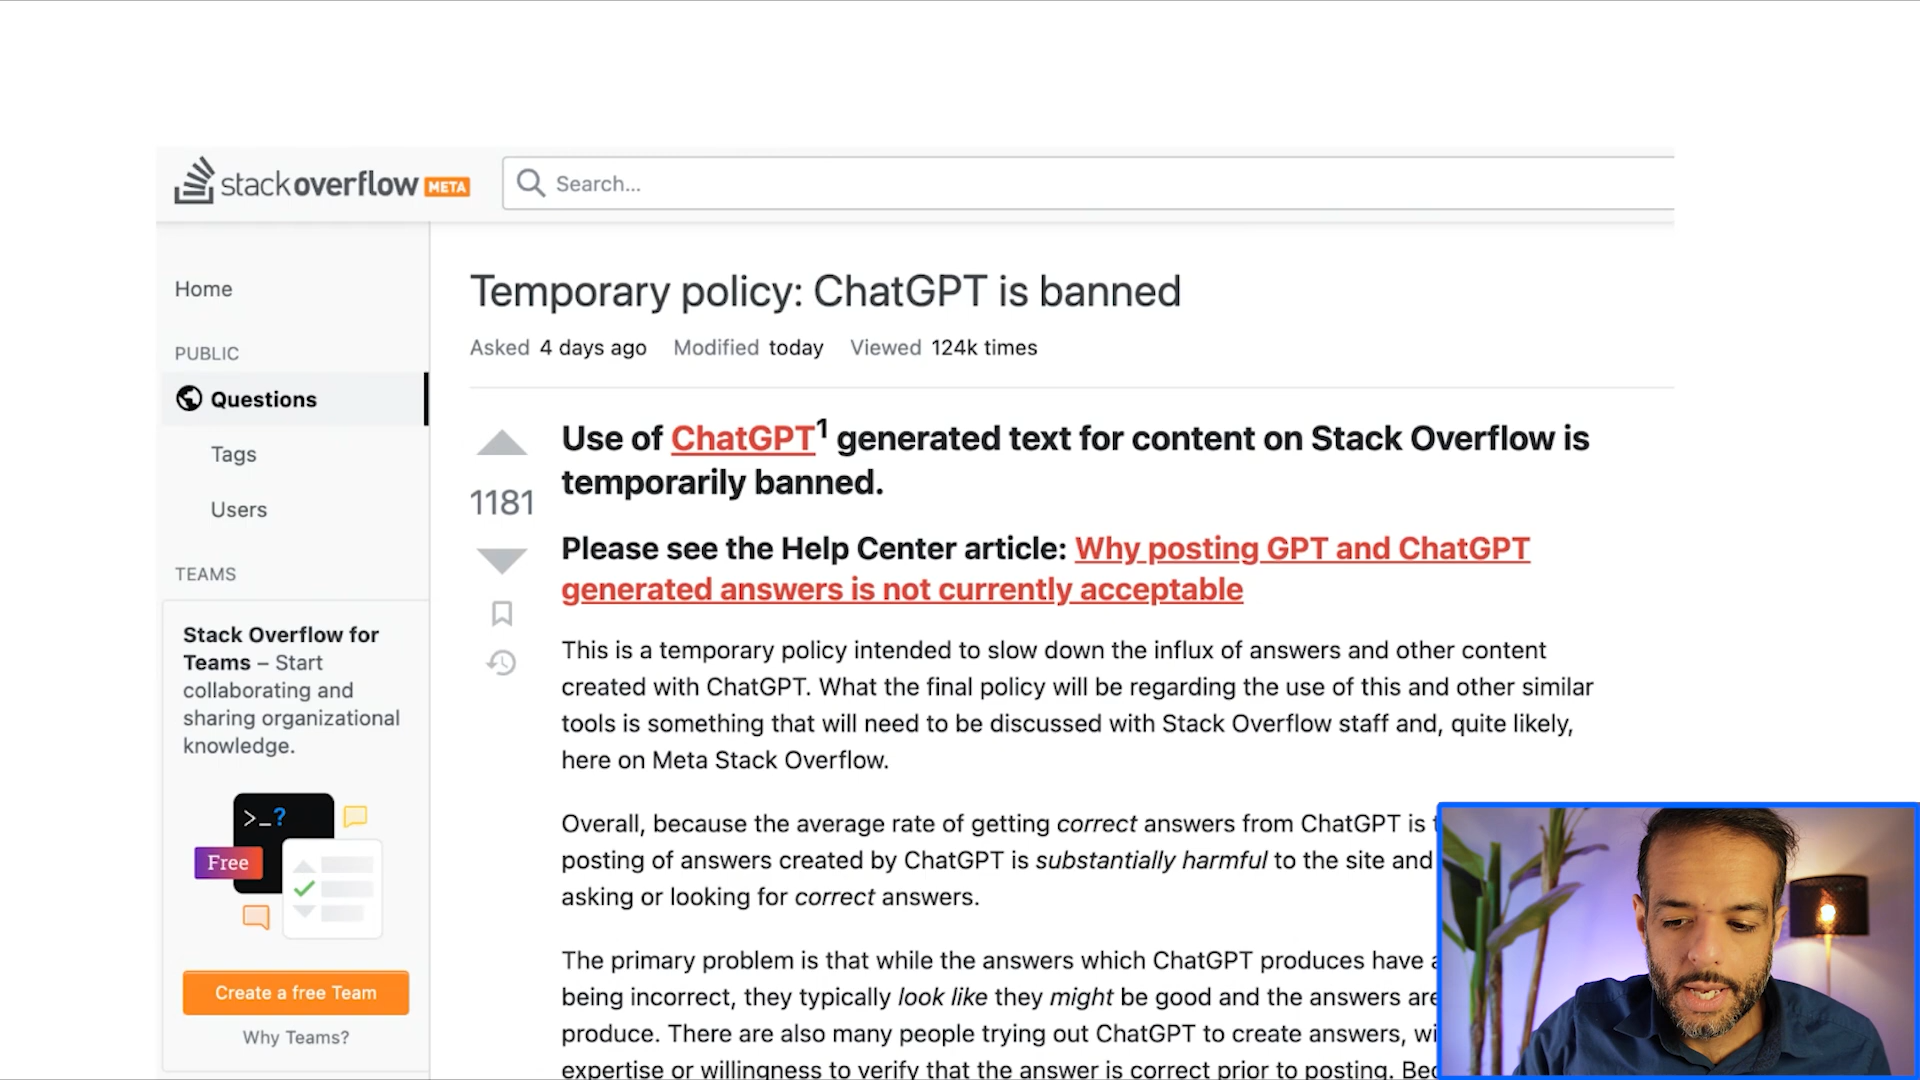 stackoverflow META
Search...
Home
PUBLIC
Questions
Tags
Users
TEAMS
Stack Overflow for
Teams – Start
collaborating and
sharing organizational
knowledge.
>_?
Free
Create a free Team
Why Teams?
Temporary policy: ChatGPT is banned
Asked 4 days ago Modified today Viewed 124k times
1181
Use of ChatGPT¹ generated text for content on Stack Overflow is
temporarily banned.
Please see the Help Center article: Why posting GPT and ChatGPT
generated answers is not currently acceptable
This is a temporary policy intended to slow down the influx of answers and other content
created with ChatGPT. What the final policy will be regarding the use of this and other similar
tools is something that will need to be discussed with Stack Overflow staff and, quite likely,
here on Meta Stack Overflow.
Overall, because the average rate of getting correct answers from ChatGPT is
posting of answers created by ChatGPT is substantially harmful to the site and
asking or looking for correct answers.
The primary problem is that while the answers which ChatGPT produces have
being incorrect, they typically look like they might be good and the answers are
produce. There are also many people trying out ChatGPT to create answers,
expertise or willingness to verify that the answer is correct prior to posting.